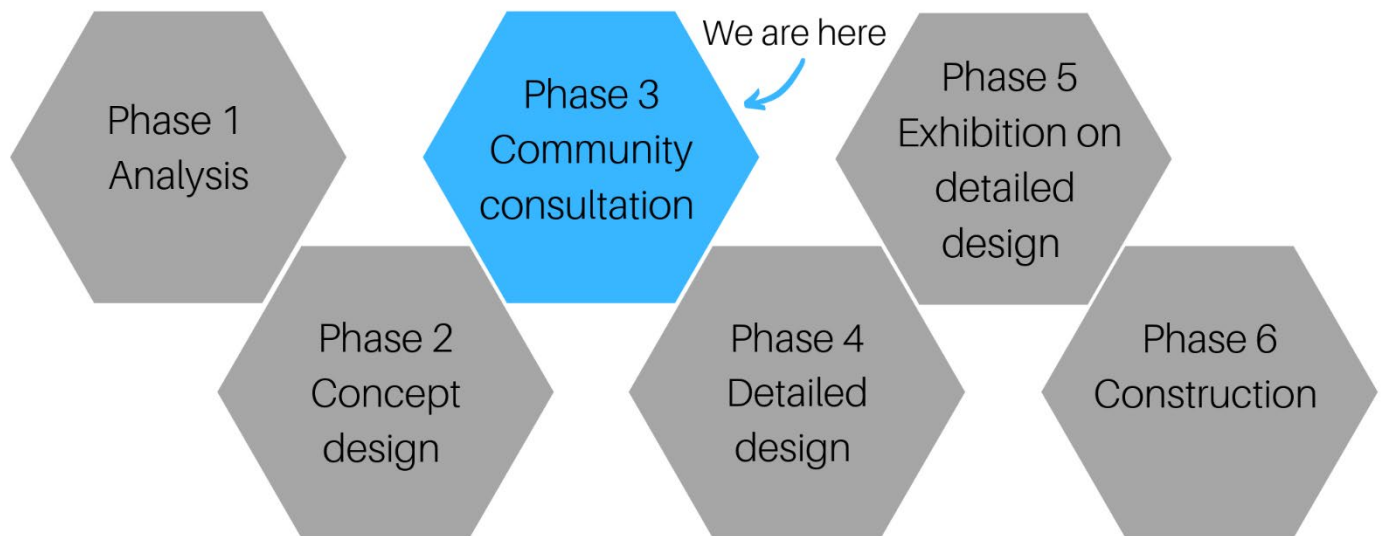 Phase 1
Analysis
Phase 2
Concept
design
Phase 3
Community
consultation
We are here
Phase 4
Detailed
design
Phase 5
Exhibition on
detailed
design
Phase 6
Construction